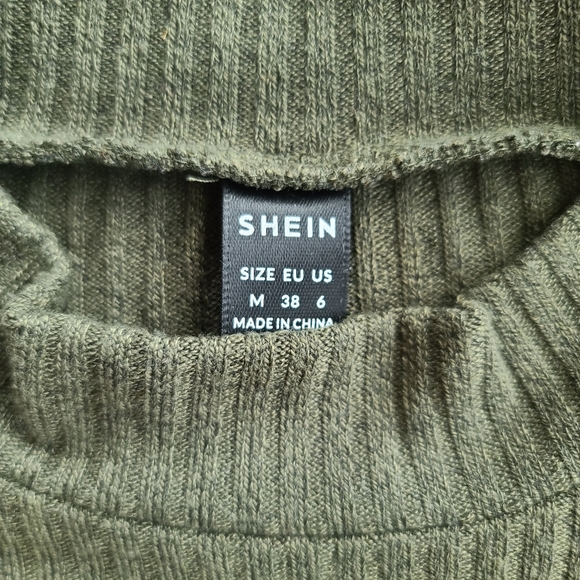 SHEIN
SIZE EU US
M 38 6
MADE IN CHINA